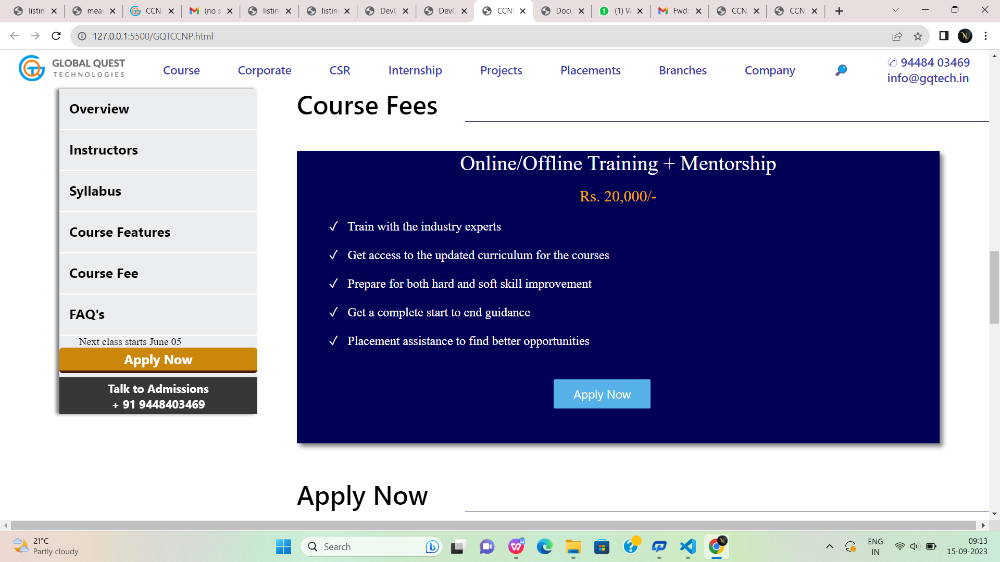 listin
mear
CCN
(no s
listin
listin
DevC
DevC
CCN
Docu
(1) W
Fwd:
CCN
CCN
127.0.0.1:5500/GQTCCNP.html
GLOBAL QUEST
TECHNOLOGIES
Course
Corporate
CSR
Internship
Projects
Placements
Branches
Company
✆ 94484 03469
info@gqtech.in
Overview
Instructors
Syllabus
Course Features
Course Fee
FAQ's
Next class starts June 05
Apply Now
Talk to Admissions
+ 91 9448403469
Course Fees
Online/Offline Training + Mentorship
Rs. 20,000/-
✓ Train with the industry experts
✓ Get access to the updated curriculum for the courses
✓ Prepare for both hard and soft skill improvement
✓ Get a complete start to end guidance
✓ Placement assistance to find better opportunities
Apply Now
Apply Now
21°C
Partly cloudy
Search
ENG
IN
09:13
15-09-2023